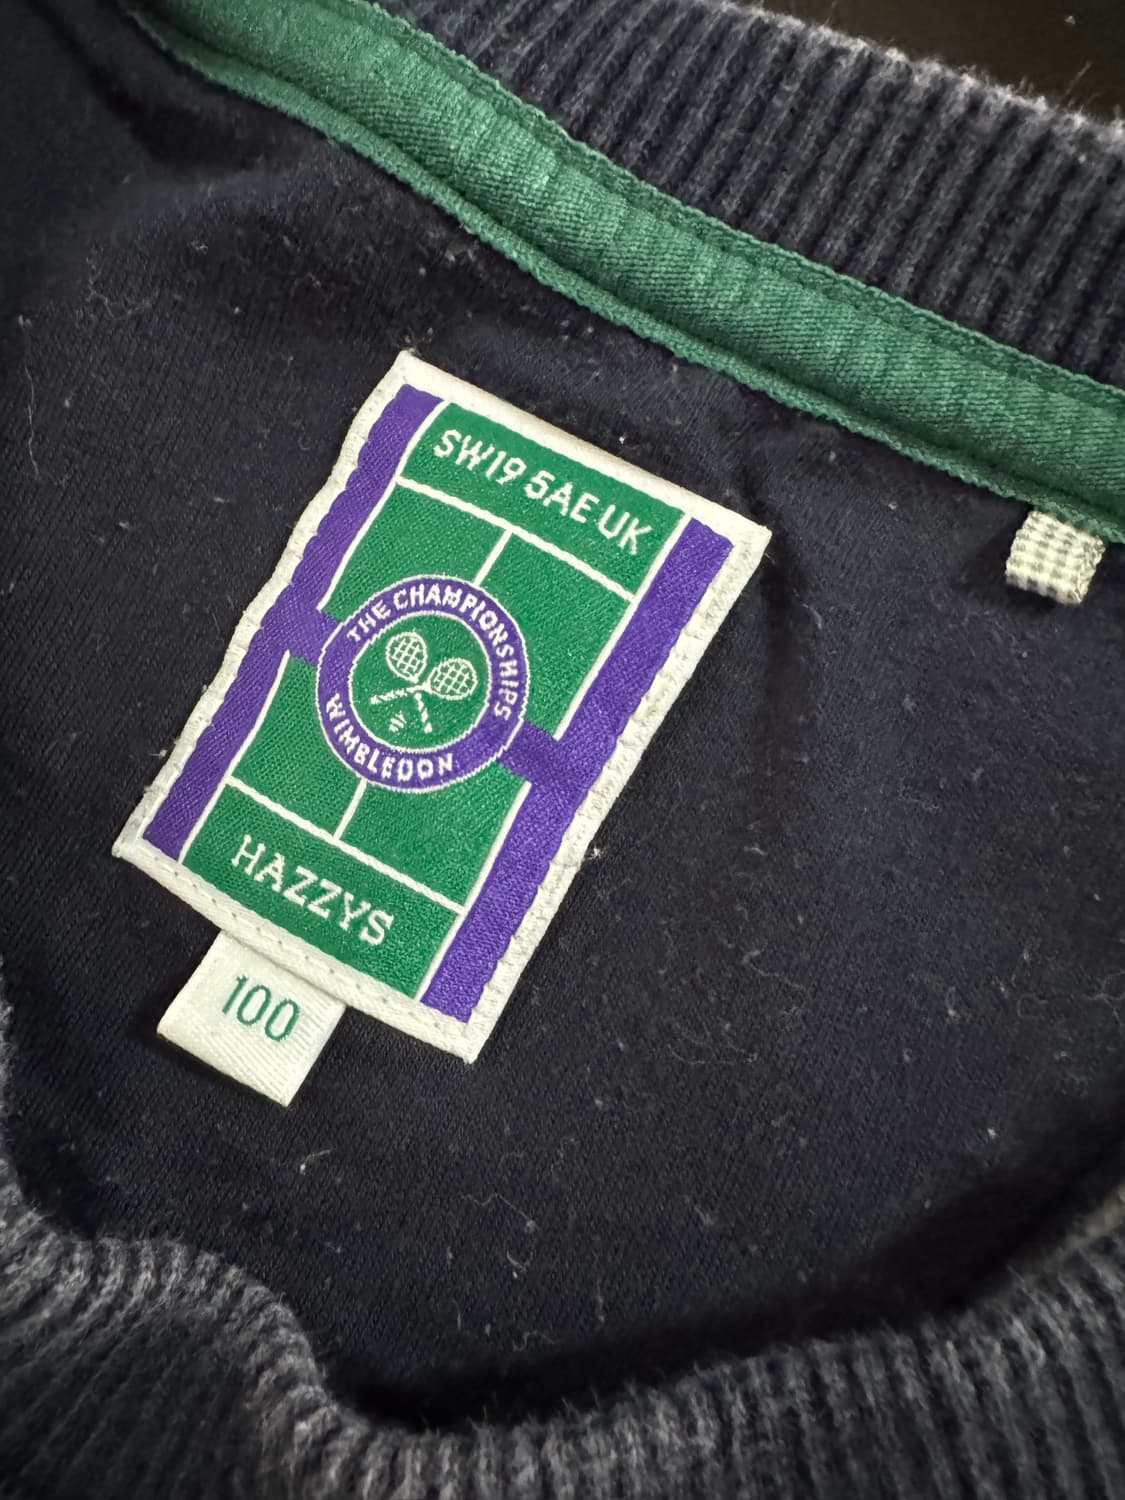 SW19 5AE UK
THE CHAMPIONSHIPS
WIMBLEDON
HAZZYS
100